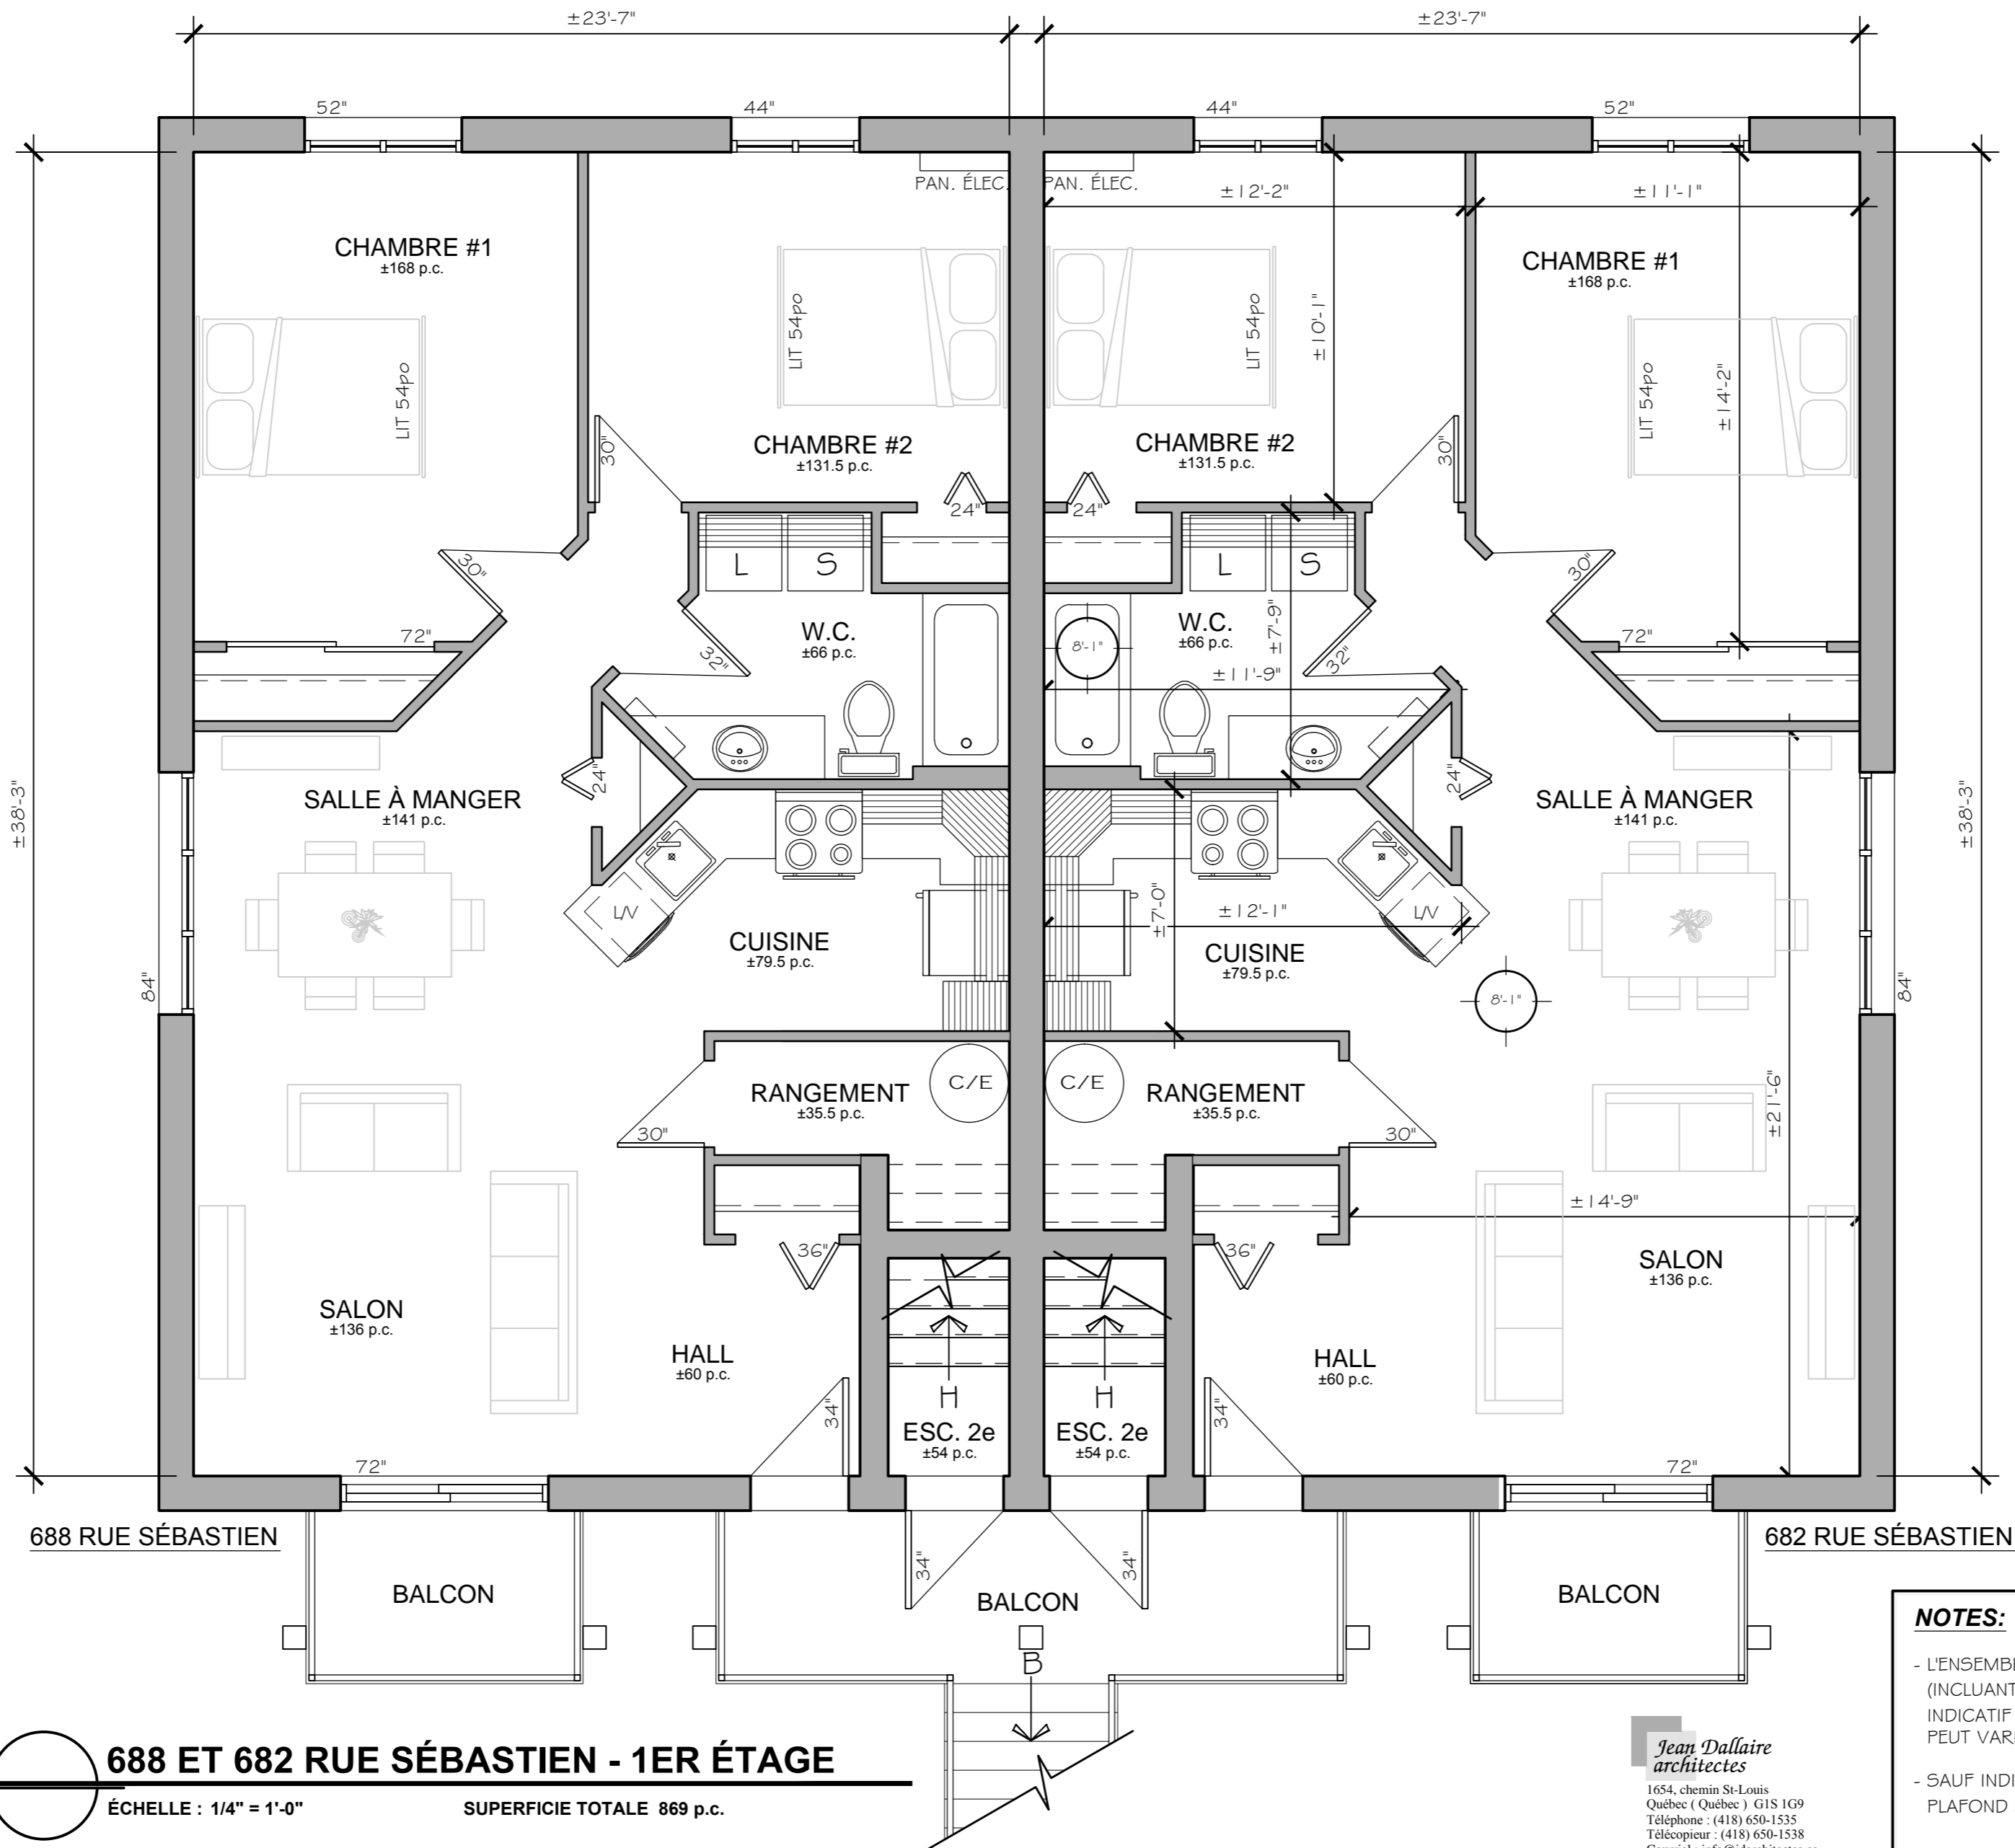 ±23'-7"
±23'-7"
52"
44"
44"
52"
PAN. ÉLEC.
PAN. ÉLEC.
±12'-2"
±11'-1"
CHAMBRE #1
±168 p.c.
CHAMBRE #1
±168 p.c.
LIT 54po
LIT 54po
LIT 54po
LIT 54po
±10'-1"
±14'-2"
CHAMBRE #2
±131.5 p.c.
CHAMBRE #2
±131.5 p.c.
30"
30"
24"
24"
L
S
L
S
30"
30"
W.C.
±66 p.c.
W.C.
±66 p.c.
8'-1"
±7'-9"
±11'-9"
32"
32"
72"
72"
24"
24"
±38'-3"
±38'-3"
SALLE À MANGER
±141 p.c.
SALLE À MANGER
±141 p.c.
L/V
L/V
84"
84"
CUISINE
±79.5 p.c.
CUISINE
±79.5 p.c.
±7'-0"
±12'-1"
8'-1"
C/E
C/E
RANGEMENT
±35.5 p.c.
RANGEMENT
±35.5 p.c.
30"
30"
±21'-6"
±14'-9"
36"
36"
SALON
±136 p.c.
SALON
±136 p.c.
HALL
±60 p.c.
HALL
±60 p.c.
H
H
34"
34"
ESC. 2e
±54 p.c.
ESC. 2e
±54 p.c.
72"
72"
688 RUE SÉBASTIEN
682 RUE SÉBASTIEN
34"
34"
BALCON
BALCON
BALCON
B
NOTES:
- L'ENSEMBL
(INCLUANT
INDICATIF
PEUT VARI
- SAUF INDI
PLAFOND
688 ET 682 RUE SÉBASTIEN - 1ER ÉTAGE
ÉCHELLE : 1/4" = 1'-0"
SUPERFICIE TOTALE 869 p.c.
Jean Dallaire
architectes
1654, chemin St-Louis
Québec ( Québec ) G1S 1G9
Téléphone : (418) 650-1535
Télécopieur : (418) 650-1538